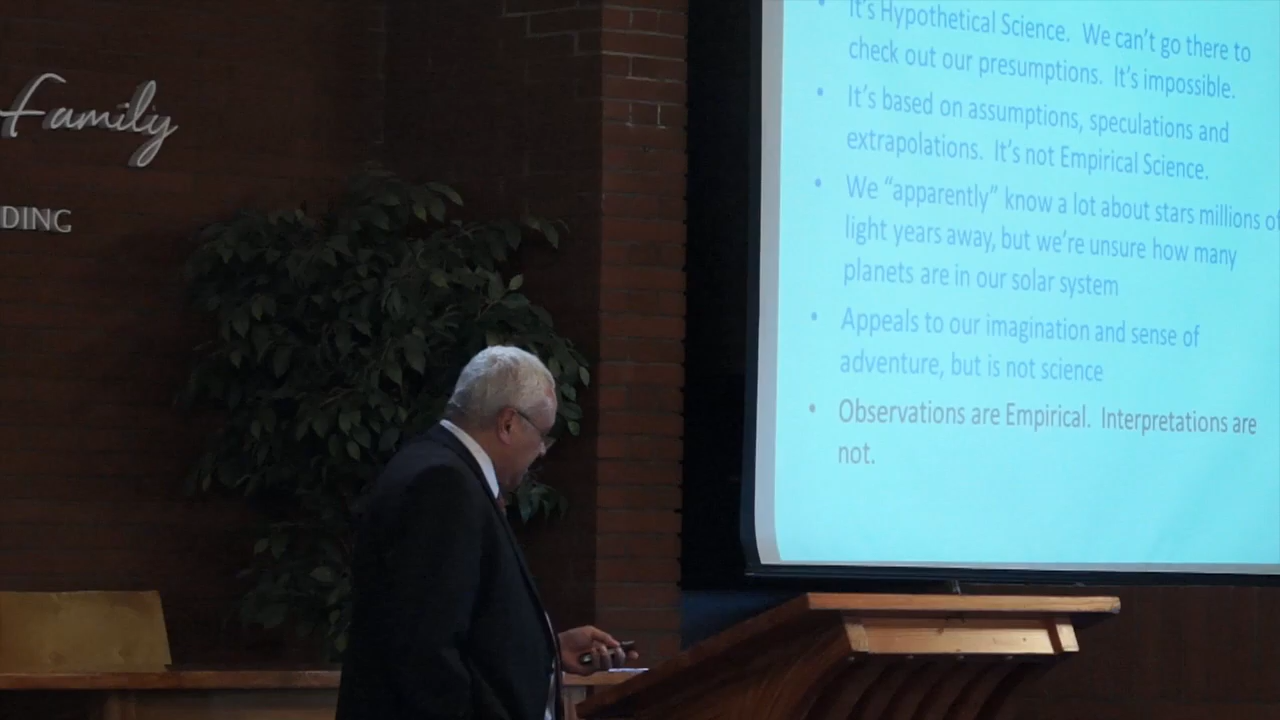 Family
DING
• It's Hypothetical Science. We can't go there to
check out our presumptions. It's impossible.
• It's based on assumptions, speculations and
extrapolations. It's not Empirical Science.
• We “apparently” know a lot about stars millions of
light years away, but we're unsure how many
planets are in our solar system
• Appeals to our imagination and sense of
adventure, but is not science
• Observations are Empirical. Interpretations are
not.